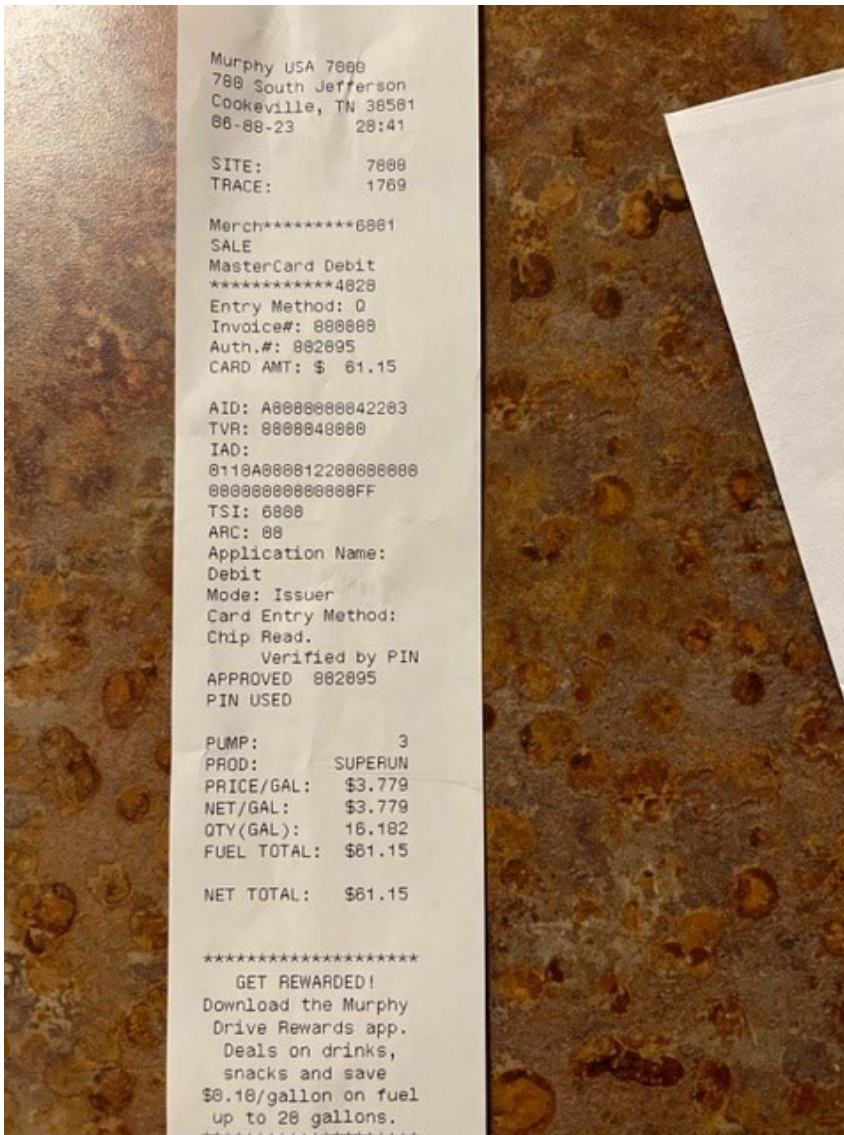 Murphy USA 7000
780 South Jefferson
Cookeville, TN 38501
06-08-23 20:41
SITE: 7000
TRACE: 1769
Merch*********6001
SALE
MasterCard Debit
************4028
Entry Method: Q
Invoice#: 000000
Auth.#: 002095
CARD AMT: $ 61.15
AID: A0000000042203
TVR: 8000048000
IAD:
0110A000012200000000
00000000000000FF
TSI: 6800
ARC: 00
Application Name:
Debit
Mode: Issuer
Card Entry Method:
Chip Read.
Verified by PIN
APPROVED 002095
PIN USED
PUMP: 3
PROD: SUPERUN
PRICE/GAL: $3.779
NET/GAL: $3.779
QTY(GAL): 16.182
FUEL TOTAL: $61.15
NET TOTAL: $61.15
********************
GET REWARDED!
Download the Murphy
Drive Rewards app.
Deals on drinks,
snacks and save
$0.10/gallon on fuel
up to 20 gallons.
********************